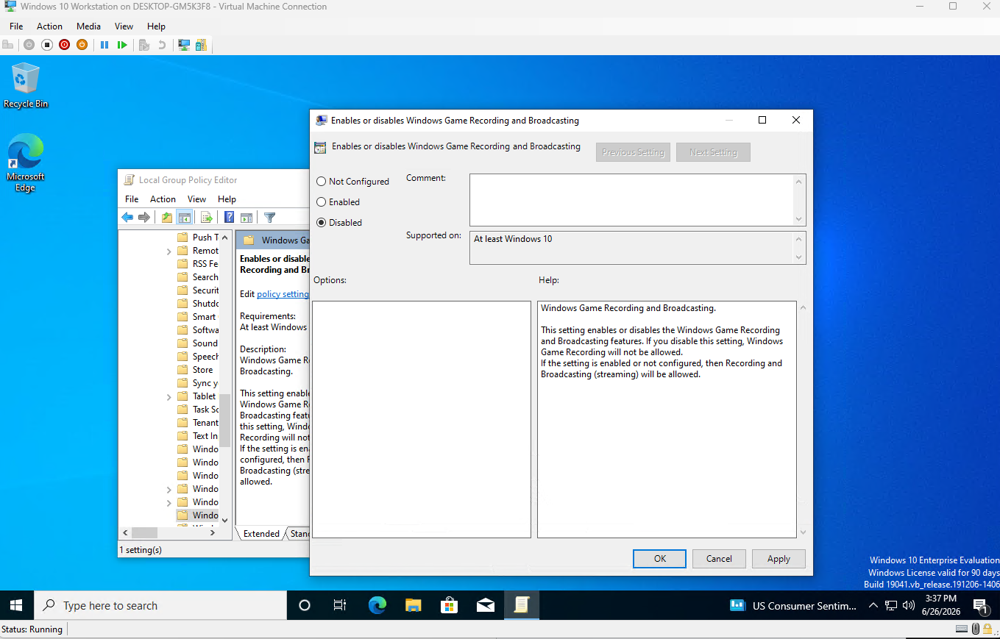 Windows 10 Workstation on DESKTOP-GM5K3F8 - Virtual Machine Connection
File Action Media View Help
Recycle Bin
Microsoft
Edge
Local Group Policy Editor
File Action View Help
Push T
Remot
RSS Fe
Search
Securit
Shutdo
Smart
Softwa
Sound
Speech
Store
Sync y
Tablet
Task Sc
Tenant
Text In
Windo
Windo
Windo
Windo
Windo
Windo
Windows Ga
Enables or disable
Recording and Br
Edit policy setting
Requirements:
At least Windows
Description:
Windows Game R
Broadcasting.
This setting enable
Windows Game R
Broadcasting featu
this setting, Windo
Recording will not
If the setting is ena
configured, then R
Broadcasting (stre
allowed.
Extended Stand
1 setting(s)
Enables or disables Windows Game Recording and Broadcasting
Enables or disables Windows Game Recording and Broadcasting
Previous Setting Next Setting
Not Configured
Enabled
Disabled
Comment:
Supported on:
At least Windows 10
Options:
Help:
Windows Game Recording and Broadcasting.
This setting enables or disables the Windows Game Recording
and Broadcasting features. If you disable this setting, Windows
Game Recording will not be allowed.
If the setting is enabled or not configured, then Recording and
Broadcasting (streaming) will be allowed.
OK Cancel Apply
Windows 10 Enterprise Evaluation
Windows License valid for 90 days
Build 19041.vb_release.191206-1406
Type here to search
US Consumer Sentim...
3:37 PM
6/26/2026
1
Status: Running